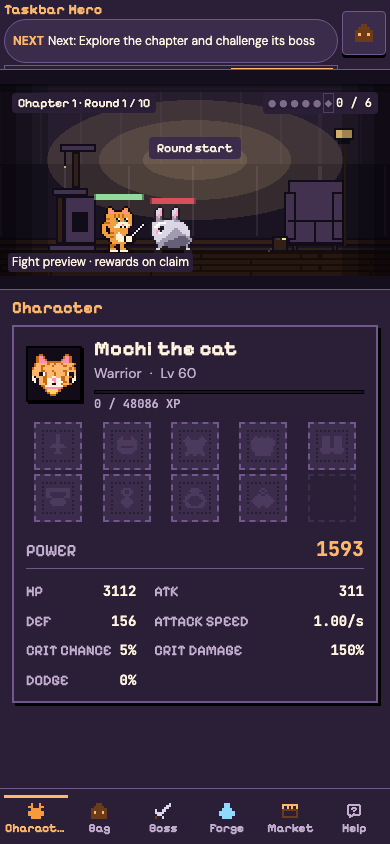 Taskbar Hero
NEXT Next: Explore the chapter and challenge its boss
Chapter 1 · Round 1 / 10
0 / 6
Round start
Fight preview · rewards on claim
Character
Mochi the cat
Warrior · Lv 60
0 / 48086 XP
POWER 1593
HP 3112 ATK 311
DEF 156 ATTACK SPEED 1.00/s
CRIT CHANCE 5% CRIT DAMAGE 150%
DODGE 0%
Charact… Bag Boss Forge Market Help